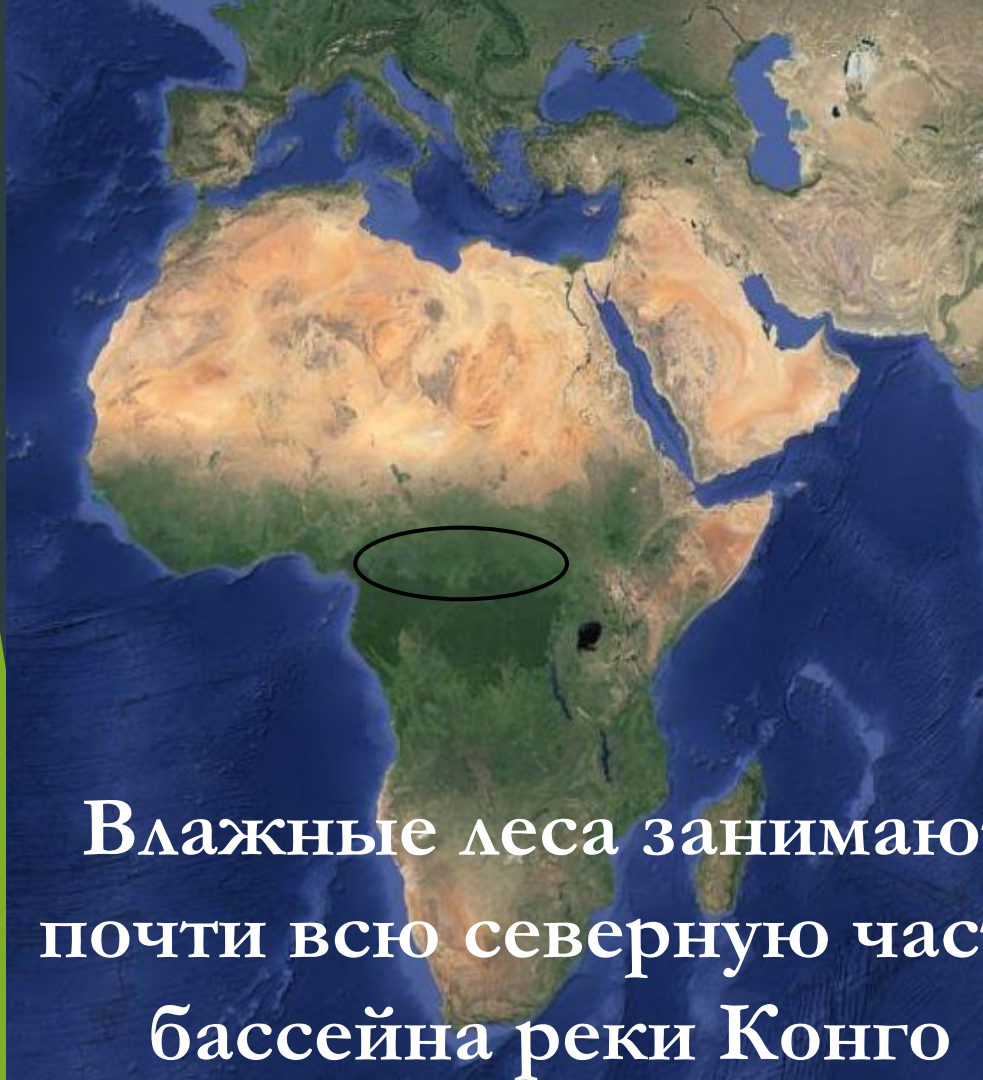 Влажные леса занимаю
почти всю северную час
бассейна реки Конго